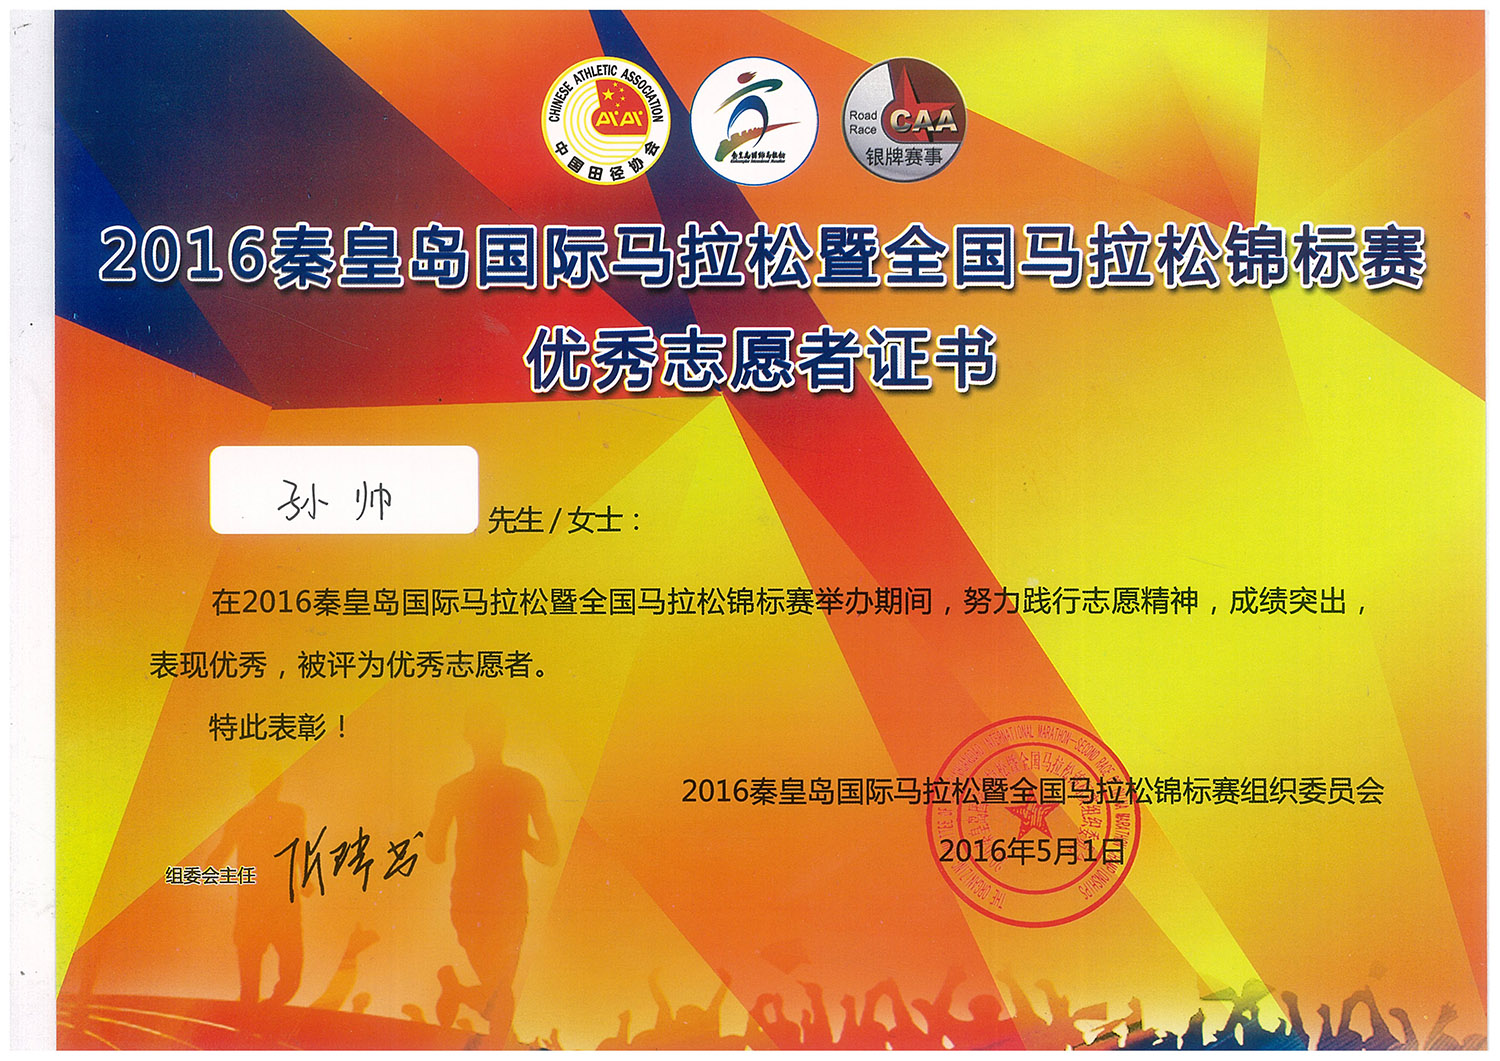 CHINESE ATHLETIC ASSOCIATION
中国田径协会
秦皇岛国际马拉松
Road
Race
CAA
银牌赛事
2016秦皇岛国际马拉松暨全国马拉松锦标赛
优秀志愿者证书
孙帅 先生/女士：
在2016秦皇岛国际马拉松暨全国马拉松锦标赛举办期间，努力践行志愿精神，成绩突出，
表现优秀，被评为优秀志愿者。
特此表彰！
2016秦皇岛国际马拉松暨全国马拉松锦标赛组织委员会
2016年5月1日
组委会主任